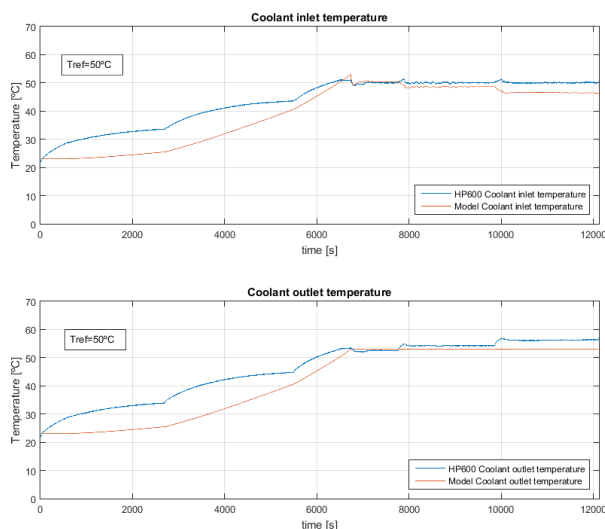 Coolant inlet temperature
Tref=50ºC
Temperature [ºC]
70
60
50
40
30
20
10
0
0 2000 4000 6000 8000 10000 12000
time [s]
HP600 Coolant inlet temperature
Model Coolant inlet temperature
Coolant outlet temperature
Tref=50ºC
Temperature [ºC]
70
60
50
40
30
20
10
0
0 2000 4000 6000 8000 10000 12000
time [s]
HP600 Coolant outlet temperature
Model Coolant outlet temperature